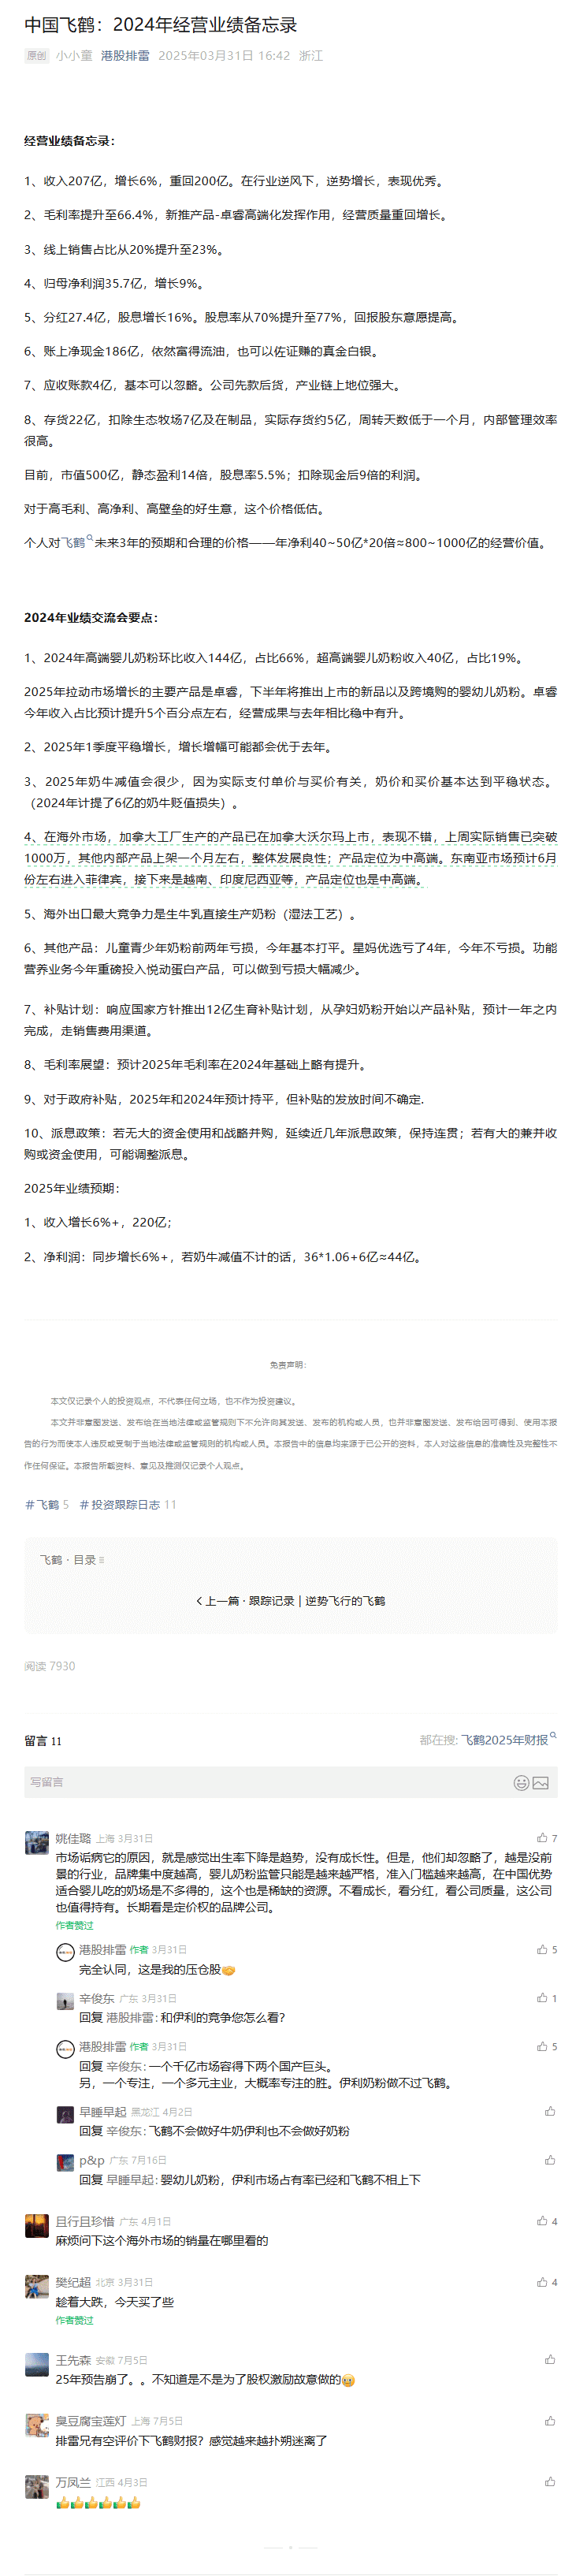 中国飞鹤：2024年经营业绩备忘录
原创 小小童 港股排雷 2025年03月31日 16:42 浙江
经营业绩备忘录：
1、收入207亿，增长6%，重回200亿。在行业逆风下，逆势增长，表现优秀。
2、毛利率提升至66.4%，新推产品-卓睿高端化发挥作用，经营质量重回增长。
3、线上销售占比从20%提升至23%。
4、归母净利润35.7亿，增长9%。
5、分红27.4亿，股息增长16%。股息率从70%提升至77%，回报股东意愿提高。
6、账上净现金186亿，依然富得流油，也可以佐证赚的真金白银。
7、应收账款4亿，基本可以忽略。公司先款后货，产业链上地位强大。
8、存货22亿，扣除生态牧场7亿及在制品，实际存货约5亿，周转天数低于一个月，内部管理效率
很高。
目前，市值500亿，静态盈利14倍，股息率5.5%；扣除现金后9倍的利润。
对于高毛利、高净利、高壁垒的好生意，这个价格低估。
个人对飞鹤未来3年的预期和合理的价格——年净利40~50亿*20倍≈800~1000亿的经营价值。
2024年业绩交流会要点：
1、2024年高端婴儿奶粉环比收入144亿，占比66%，超高端婴儿奶粉收入40亿，占比19%。
2025年拉动市场增长的主要产品是卓睿，下半年将推出上市的新品以及跨境购的婴幼儿奶粉。卓睿
今年收入占比预计提升5个百分点左右，经营成果与去年相比稳中有升。
2、2025年1季度平稳增长，增长增幅可能都会优于去年。
3、2025年奶牛减值会很少，因为实际支付单价与买价有关，奶价和买价基本达到平稳状态。
（2024年计提了6亿的奶牛贬值损失）。
4、在海外市场，加拿大工厂生产的产品已在加拿大沃尔玛上市，表现不错，上周实际销售已突破
1000万，其他内部产品上架一个月左右，整体发展良性；产品定位为中高端。东南亚市场预计6月
份左右进入菲律宾，接下来是越南、印度尼西亚等，产品定位也是中高端。
5、海外出口最大竞争力是生牛乳直接生产奶粉（湿法工艺）。
6、其他产品：儿童青少年奶粉前两年亏损，今年基本打平。星妈优选亏了4年，今年不亏损。功能
营养业务今年重磅投入悦动蛋白产品，可以做到亏损大幅减少。
7、补贴计划：响应国家方针推出12亿生育补贴计划，从孕妇奶粉开始以产品补贴，预计一年之内
完成，走销售费用渠道。
8、毛利率展望：预计2025年毛利率在2024年基础上略有提升。
9、对于政府补贴，2025年和2024年预计持平，但补贴的发放时间不确定.
10、派息政策：若无大的资金使用和战略并购，延续近几年派息政策，保持连贯；若有大的兼并收
购或资金使用，可能调整派息。
2025年业绩预期：
1、收入增长6%+，220亿；
2、净利润：同步增长6%+，若奶牛减值不计的话，36*1.06+6亿≈44亿。
免责声明：
本文仅记录个人的投资观点，不代表任何立场，也不作为投资建议。
本文并非意图发送、发布给在当地法律或监管规则下不允许向其发送、发布的机构或人员，也并非意图发送、发布给因可得到、使用本报
告的行为而使本人违反或受制于当地法律或监管规则的机构或人员。本报告中的信息均来源于已公开的资料，本人对这些信息的准确性及完整性不
作任何保证。本报告所载资料，意见及推测仅记录个人观点。
#飞鹤 5 #投资跟踪日志 11
飞鹤 · 目录
< 上一篇 · 跟踪记录 | 逆势飞行的飞鹤
阅读 7930
留言 11 都在搜: 飞鹤2025年财报
写留言
姚佳璐 上海 3月31日 7
市场诟病它的原因，就是感觉出生率下降是趋势，没有成长性。但是，他们却忽略了，越是没前
景的行业，品牌集中度越高，婴儿奶粉监管只能是越来越严格，准入门槛越来越高，在中国优势
适合婴儿吃的奶场是不多得的，这个也是稀缺的资源。不看成长，看分红，看公司质量，这公司
也值得持有。长期看是定价权的品牌公司。
作者赞过
港股排雷 作者 3月31日 5
完全认同，这是我的压仓股🤝
辛俊东 广东 3月31日 1
回复 港股排雷: 和伊利的竞争您怎么看?
港股排雷 作者 3月31日 5
回复 辛俊东: 一个千亿市场容得下两个国产巨头。
另，一个专注，一个多元主业，大概率专注的胜。伊利奶粉做不过飞鹤。
早睡早起 黑龙江 4月2日
回复 辛俊东: 飞鹤不会做好牛奶伊利也不会做好奶粉
p&p 广东 7月16日
回复 早睡早起: 婴幼儿奶粉，伊利市场占有率已经和飞鹤不相上下
且行且珍惜 广东 4月1日 4
麻烦问下这个海外市场的销量在哪里看的
樊纪超 北京 3月31日 4
趁着大跌，今天买了些
作者赞过
王先森 安徽 7月5日
25年预告崩了。。不知道是不是为了股权激励故意做的🥲
臭豆腐宝莲灯 上海 7月5日
排雷兄有空评价下飞鹤财报？感觉越来越扑朔迷离了
万凤兰 江西 4月3日
👍👍👍👍👍👍